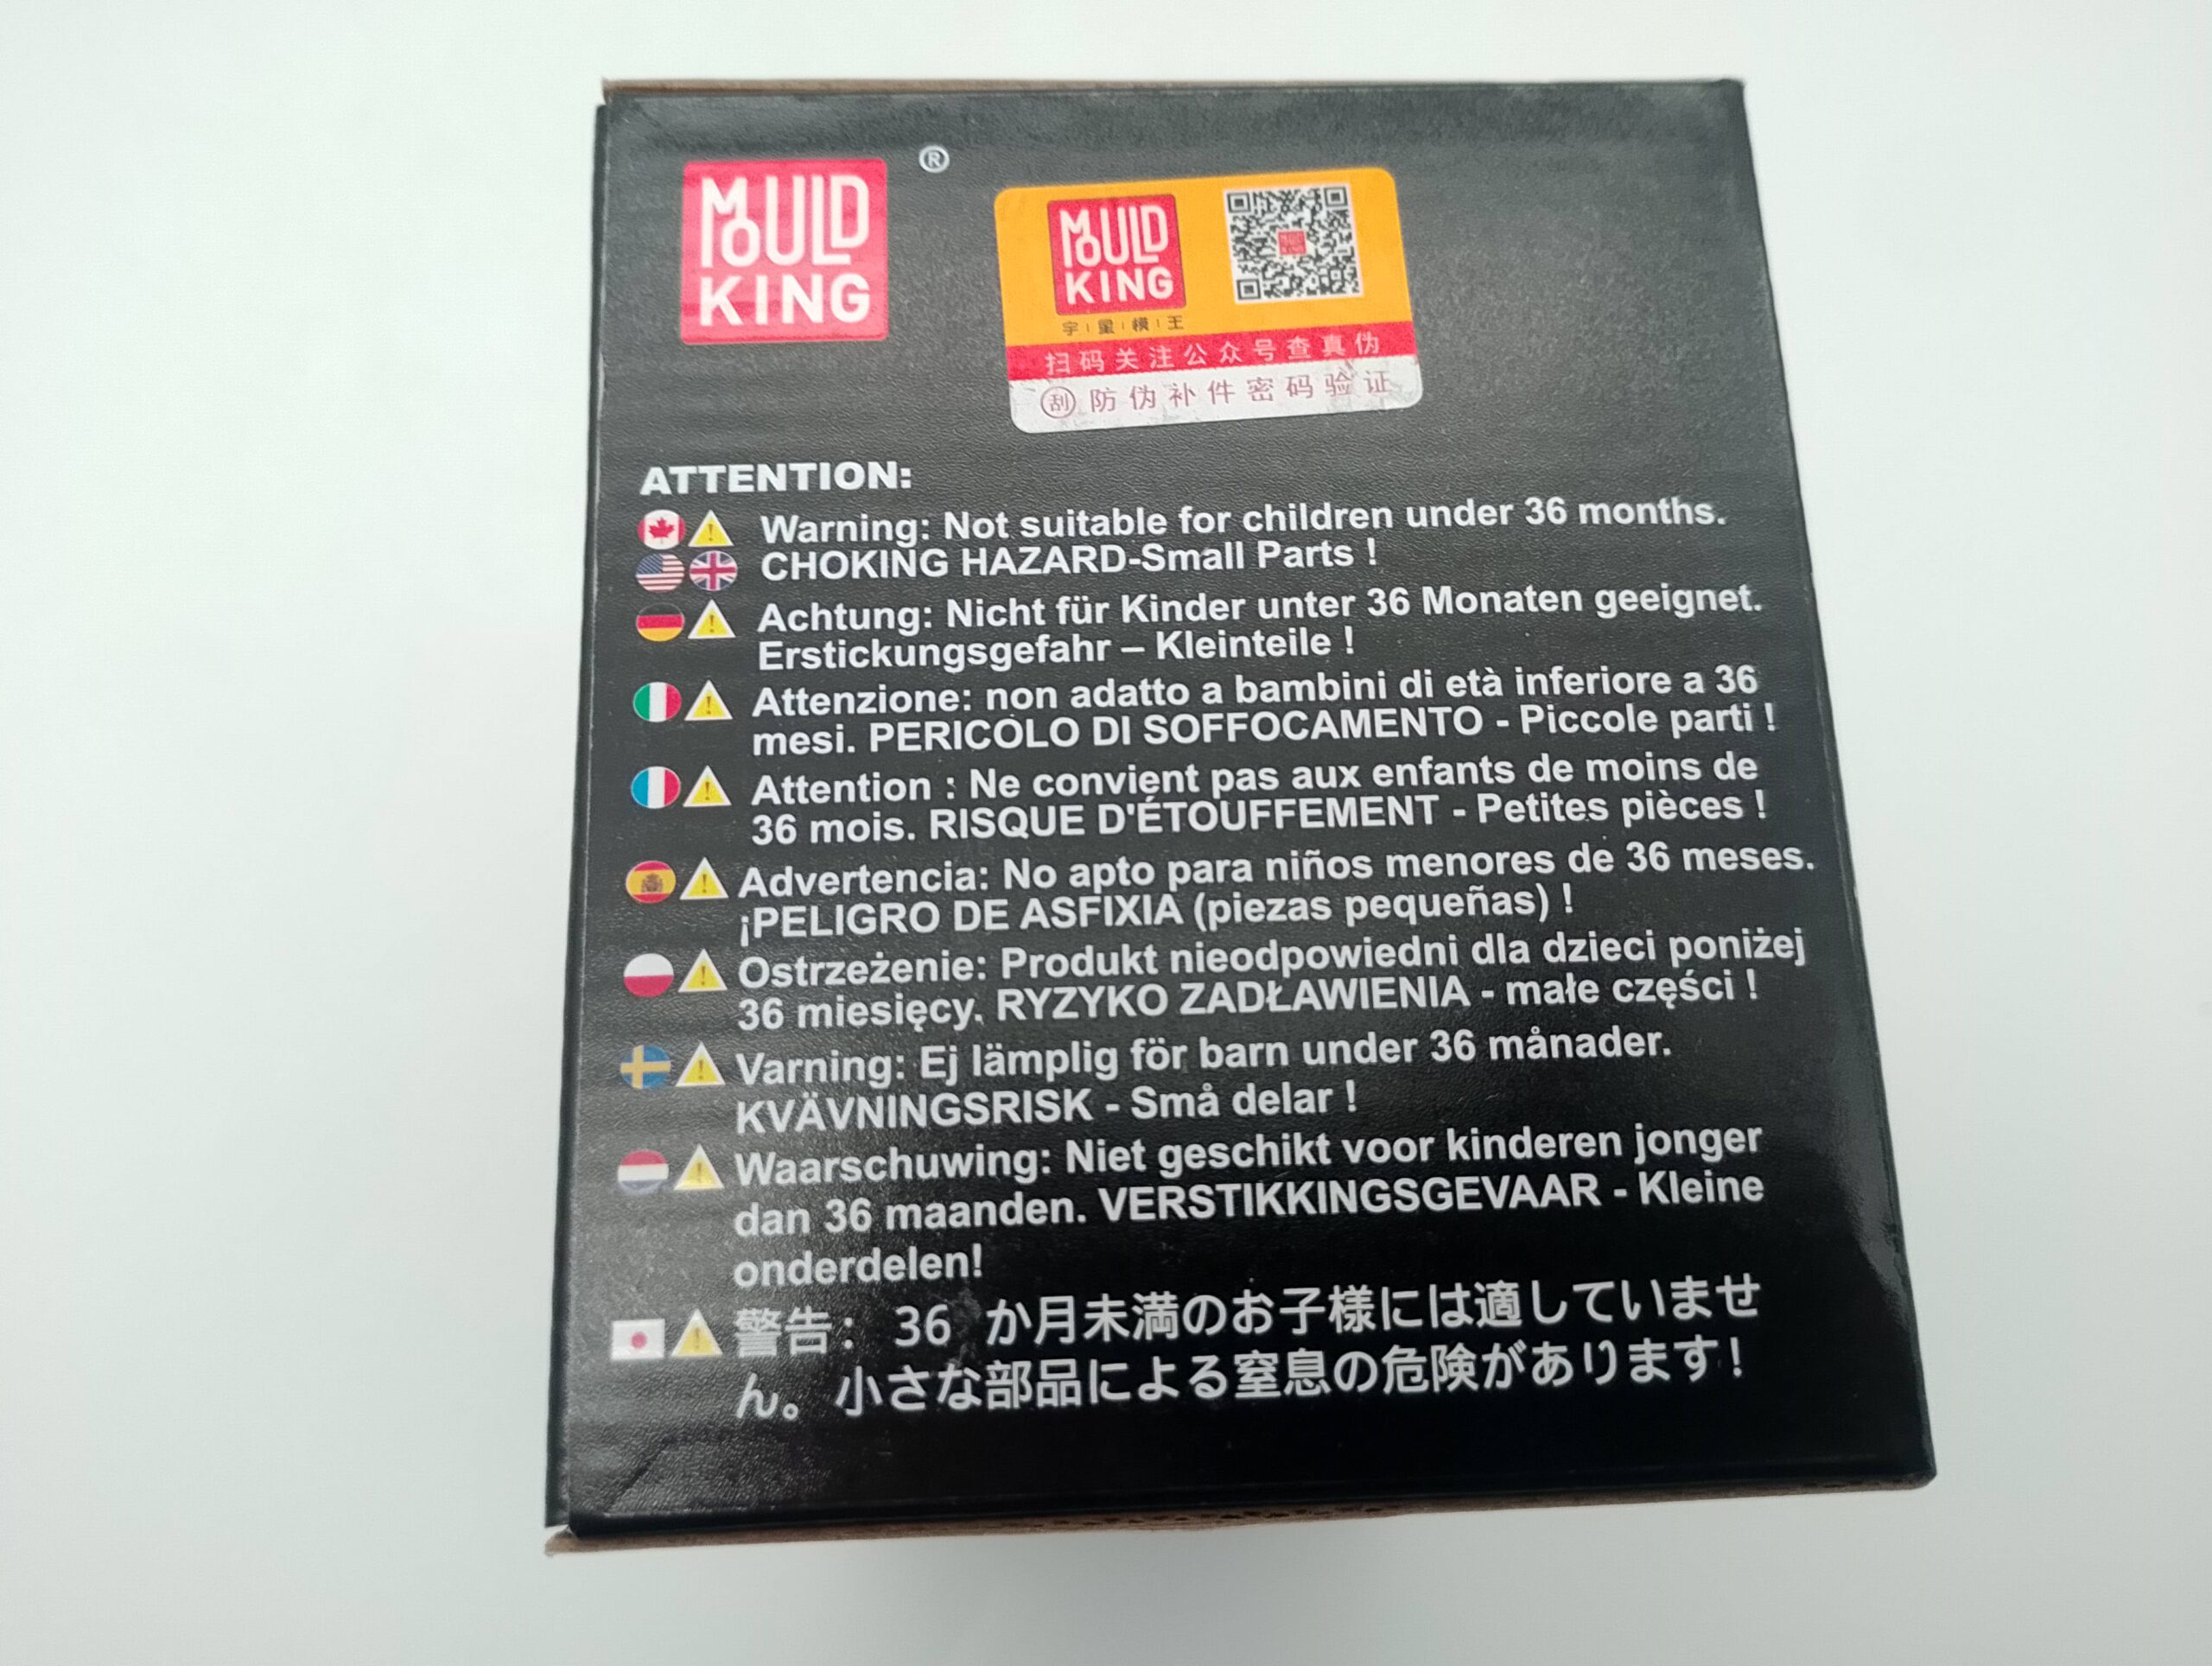 MOULD
KING
®
MOULD
KING
宇星模王
扫码关注公众号查真伪
刮 防伪补件密码验证
ATTENTION:
Warning: Not suitable for children under 36 months.
CHOKING HAZARD-Small Parts !
Achtung: Nicht für Kinder unter 36 Monaten geeignet.
Erstickungsgefahr – Kleinteile !
Attenzione: non adatto a bambini di età inferiore a 36
mesi. PERICOLO DI SOFFOCAMENTO - Piccole parti !
Attention : Ne convient pas aux enfants de moins de
36 mois. RISQUE D'ÉTOUFFEMENT - Petites pièces !
Advertencia: No apto para niños menores de 36 meses.
¡PELIGRO DE ASFIXIA (piezas pequeñas) !
Ostrzeżenie: Produkt nieodpowiedni dla dzieci poniżej
36 miesięcy. RYZYKO ZADŁAWIENIA - małe części !
Varning: Ej lämplig för barn under 36 månader.
KVÄVNINGSRISK - Små delar !
Waarschuwing: Niet geschikt voor kinderen jonger
dan 36 maanden. VERSTIKKINGSGEVAAR - Kleine
onderdelen!
警告: 36 か月未満のお子様には適していませ
ん。小さな部品による窒息の危険があります!